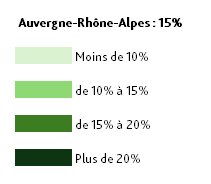 Auvergne-Rhône-Alpes : 15%
Moins de 10%
de 10% à 15%
de 15% à 20%
Plus de 20%